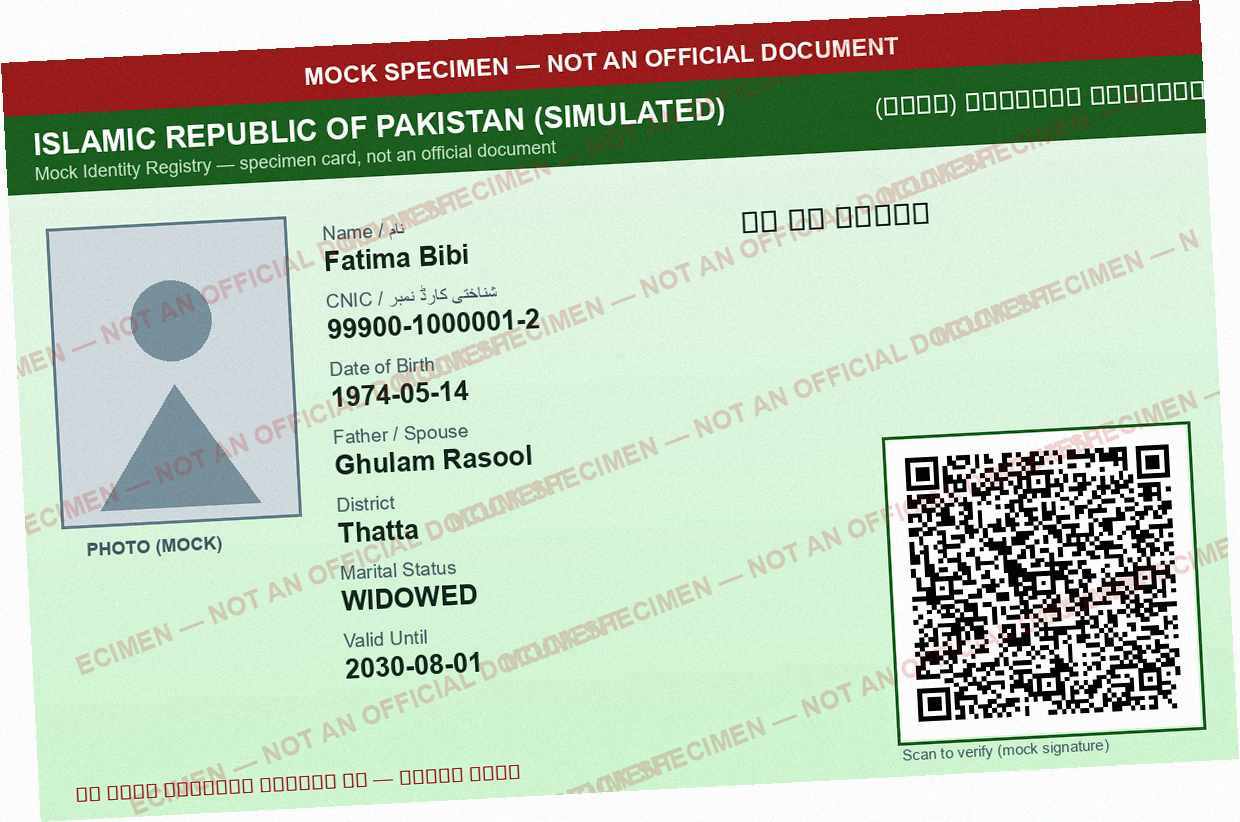 MOCK SPECIMEN — NOT AN OFFICIAL DOCUMENT
ISLAMIC REPUBLIC OF PAKISTAN (SIMULATED)
Mock Identity Registry — specimen card, not an official document
Name / نام
Fatima Bibi
CNIC / شناختی کارڈ نمبر
99900-1000001-2
Date of Birth
1974-05-14
Father / Spouse
Ghulam Rasool
District
Thatta
Marital Status
WIDOWED
Valid Until
2030-08-01
PHOTO (MOCK)
Scan to verify (mock signature)